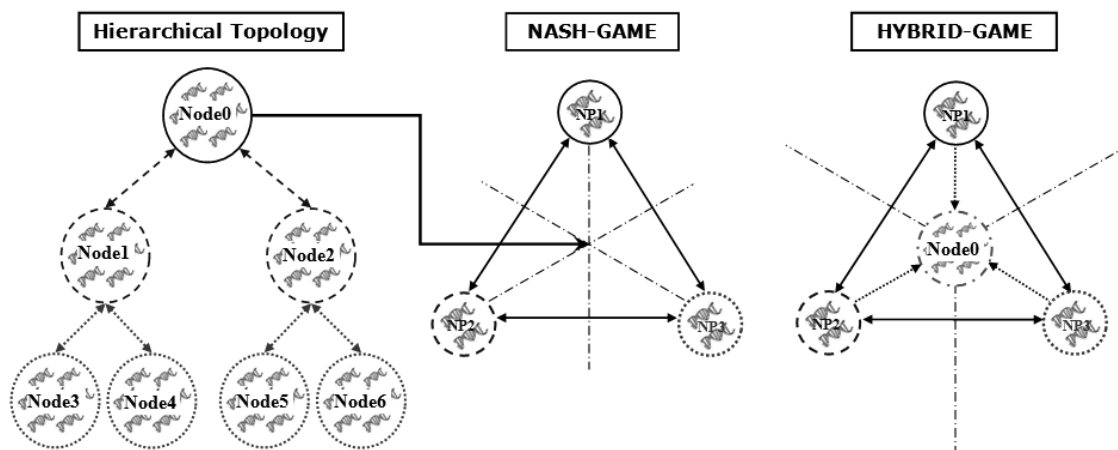 Hierarchical Topology
NASH-GAME
HYBRID-GAME
Node0
NP1
NP1
Node1
Node2
Node0
NP2
NP3
NP2
NP3
Node3
Node4
Node5
Node6